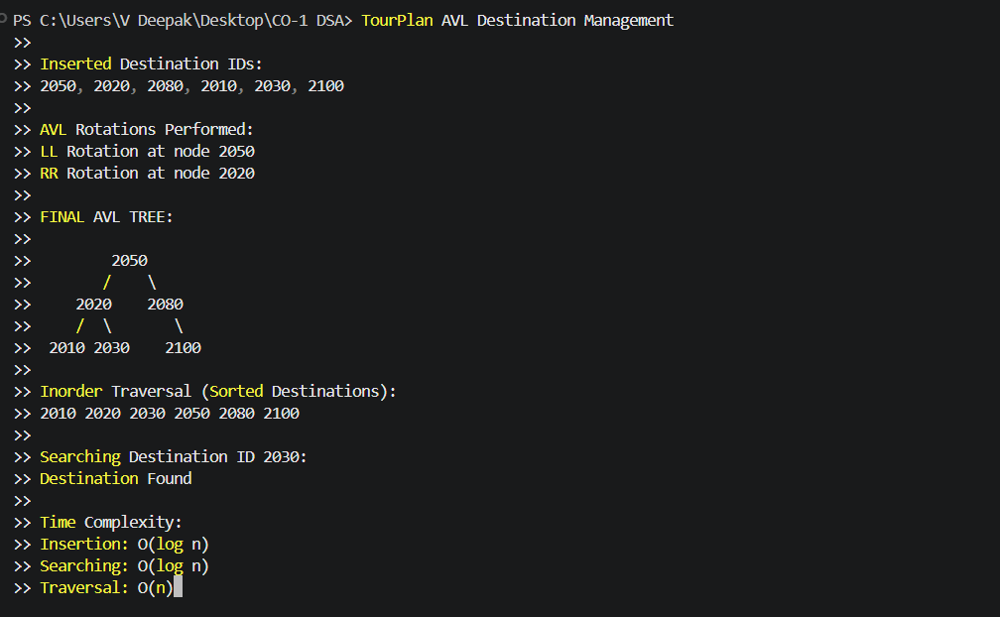 PS C:\Users\V Deepak\Desktop\CO-1 DSA> TourPlan AVL Destination Management
>>
>> Inserted Destination IDs:
>> 2050, 2020, 2080, 2010, 2030, 2100
>>
>> AVL Rotations Performed:
>> LL Rotation at node 2050
>> RR Rotation at node 2020
>>
>> FINAL AVL TREE:
>>
>>         2050
>>        /    \
>>     2020    2080
>>     /  \       \
>>  2010 2030    2100
>>
>> Inorder Traversal (Sorted Destinations):
>> 2010 2020 2030 2050 2080 2100
>>
>> Searching Destination ID 2030:
>> Destination Found
>>
>> Time Complexity:
>> Insertion: O(log n)
>> Searching: O(log n)
>> Traversal: O(n)